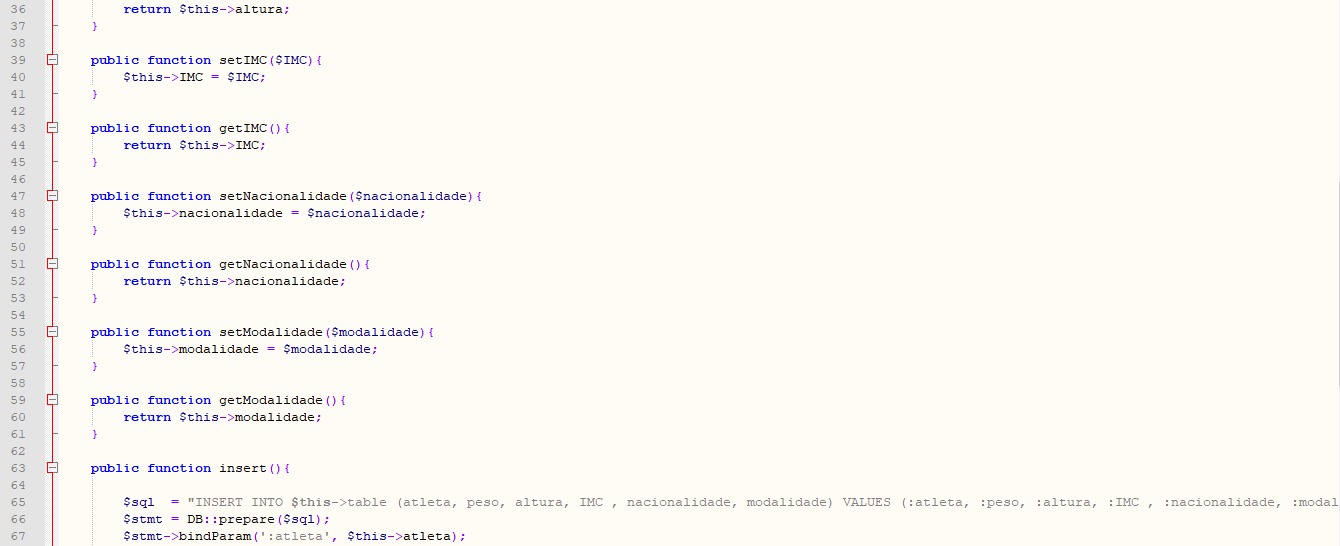 36 return $this->altura;
37 }
38
39 public function setIMC($IMC){
40 $this->IMC = $IMC;
41 }
42
43 public function getIMC(){
44 return $this->IMC;
45 }
46
47 public function setNacionalidade($nacionalidade){
48 $this->nacionalidade = $nacionalidade;
49 }
50
51 public function getNacionalidade(){
52 return $this->nacionalidade;
53 }
54
55 public function setModalidade($modalidade){
56 $this->modalidade = $modalidade;
57 }
58
59 public function getModalidade(){
60 return $this->modalidade;
61 }
62
63 public function insert(){
64
65 $sql = "INSERT INTO $this->table (atleta, peso, altura, IMC , nacionalidade, modalidade) VALUES (:atleta, :peso, :altura, :IMC , :nacionalidade, :modal
66 $stmt = DB::prepare($sql);
67 $stmt->bindParam(':atleta', $this->atleta);